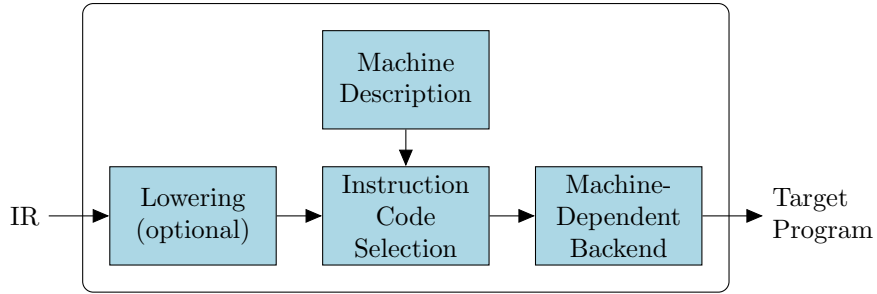 Machine
Description
IR
Lowering
(optional)
Instruction
Code
Selection
Machine-
Dependent
Backend
Target
Program